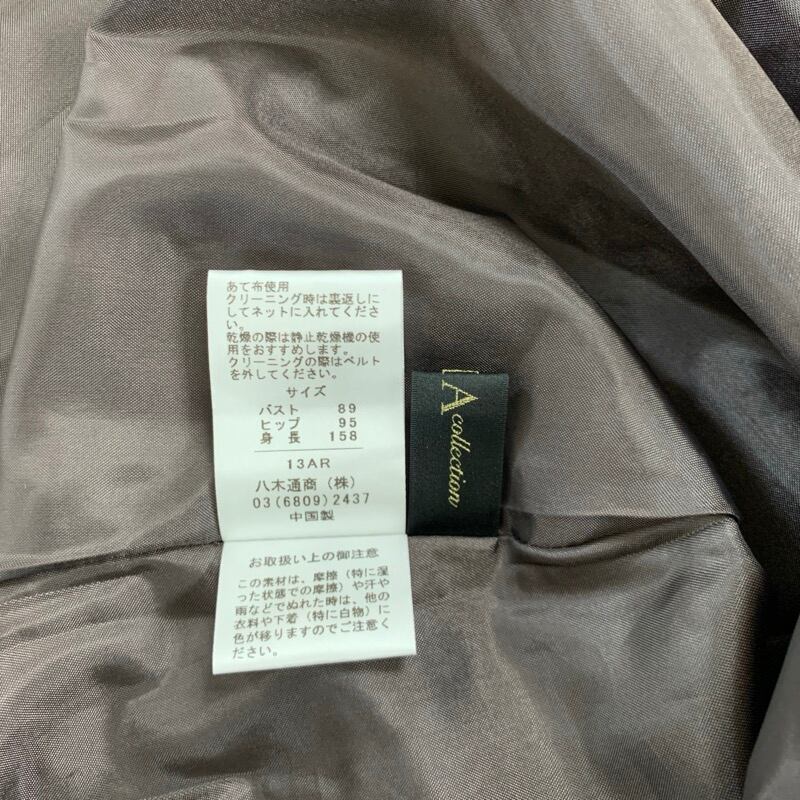 あて布使用
クリーニング時は裏返しに
してネットに入れてくださ
い。
乾燥の際は静止乾燥機の使
用をおすすめします。
クリーニングの際はベルト
を外してください。
サイズ
バスト 89
ヒップ 95
身長 158
13AR
八木通商(株)
03(6809)2437
中国製
お取扱い上の御注意
この素材は、摩擦(特に湿
った状態での摩擦)や汗や
雨などでぬれた時は、他の
衣料や下着(特に白物)に
色が移りますのでご注意く
ださい。
A collection